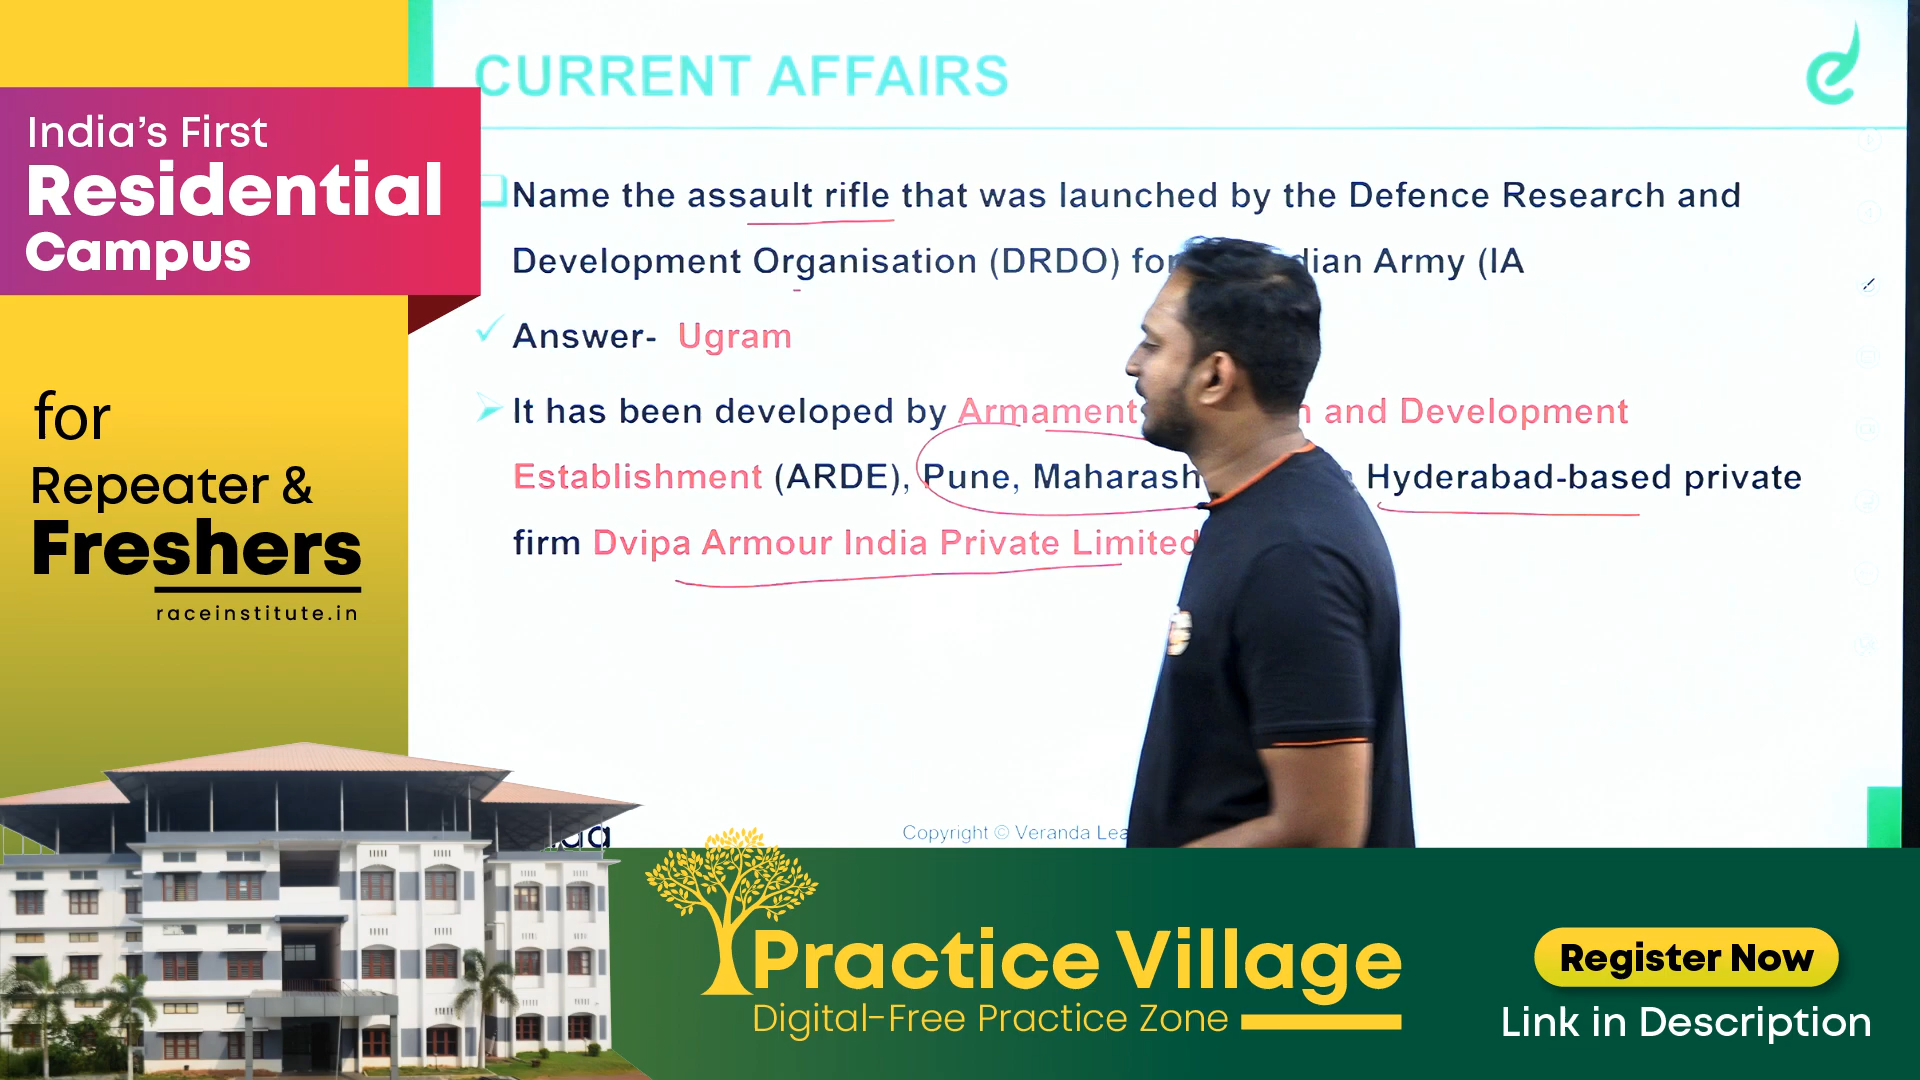 CURRENT AFFAIRS
India's First
Residential
Campus
for
Repeater &
Freshers
raceinstitute.in
Name the assault rifle that was launched by the Defence Research and
Development Organisation (DRDO) for dian Army (IA
Answer- Ugram
It has been developed by Armament and Development
Establishment (ARDE), Pune, Maharash Hyderabad-based private
firm Dvipa Armour India Private Limited
Copyright © Veranda Lea
Practice Village
Digital-Free Practice Zone
Register Now
Link in Description